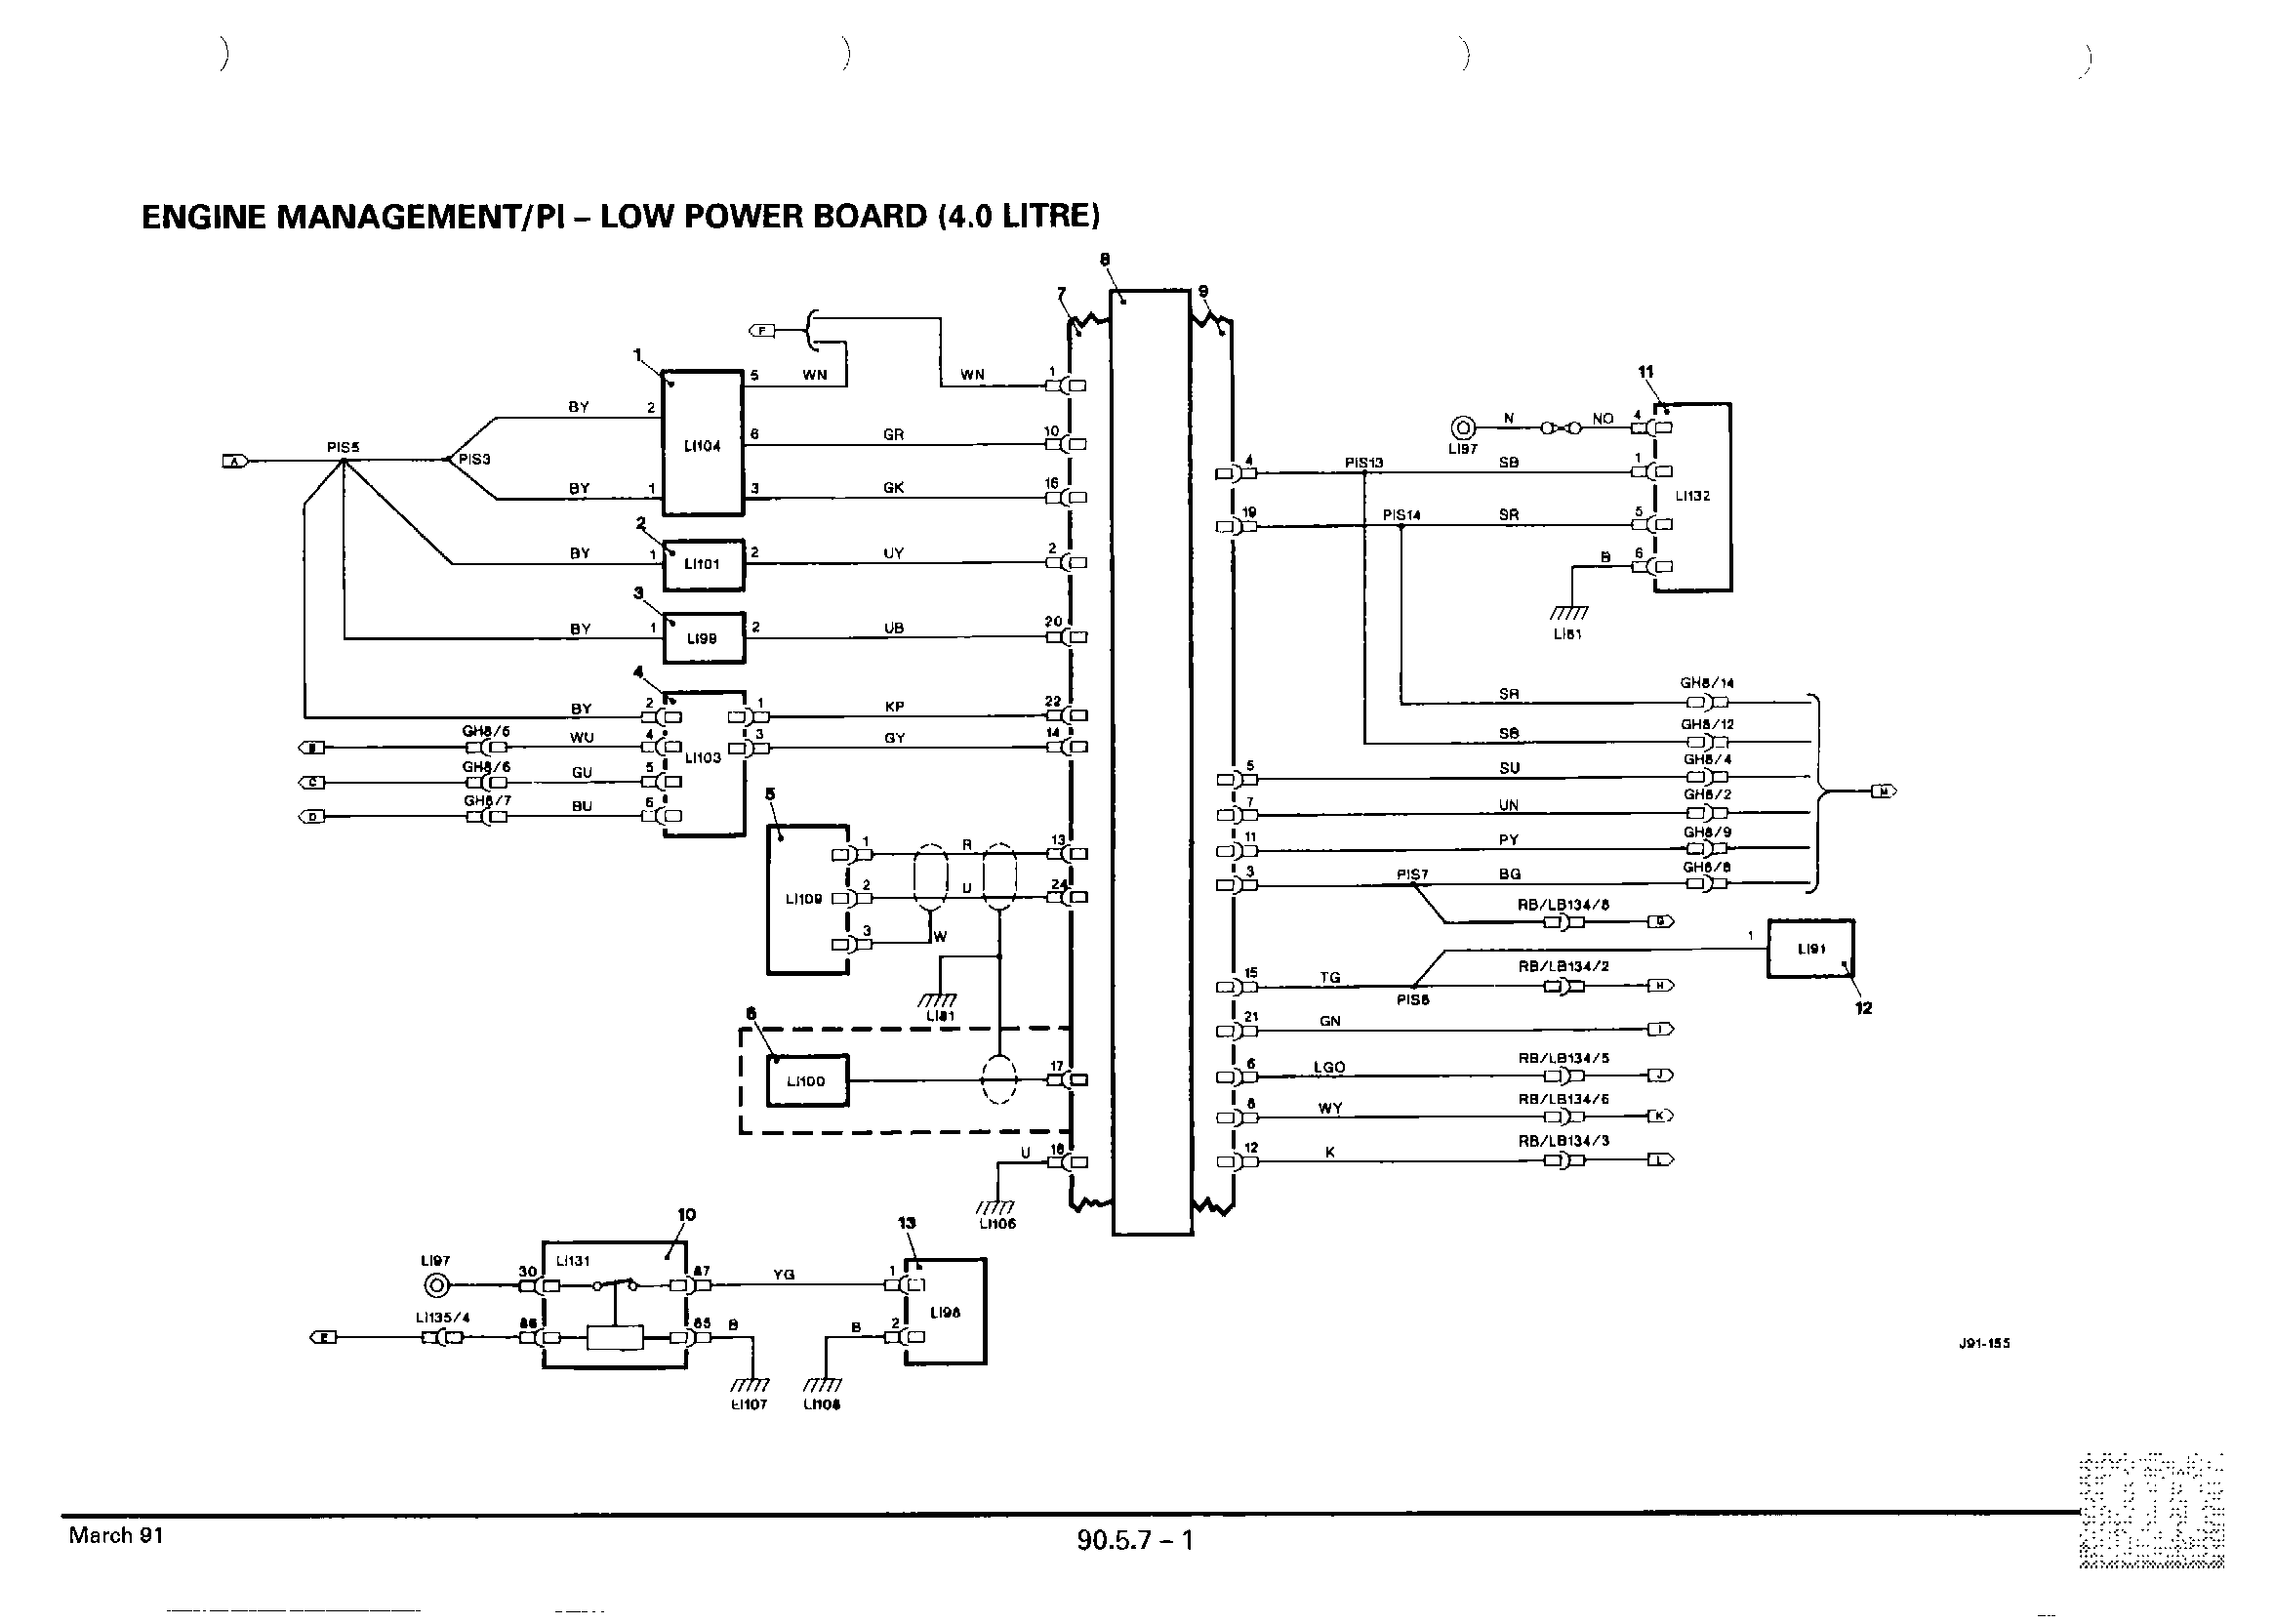 ENGINE MANAGEMENT/PI – LOW POWER BOARD (4.0 LITRE)
8
7
9
F
1
5
WN
WN
1
11
BY
2
N
NO
4
LI104
6
GR
10
LI97
PIS5
A
PIS3
4
PIS13
SB
1
BY
1
3
GK
16
LI132
2
19
PIS14
SR
5
BY
1
LI101
2
UY
2
B
6
3
BY
1
LI99
2
UB
20
4
BY
2
1
KP
22
SR
GH8/14
GH8/5
WU
4
3
GY
14
SB
GH8/12
LI103
B
GH8/6
GU
5
5
SU
GH8/4
C
GH8/7
BU
6
5
7
UN
GH8/2
M
D
1
R
13
11
PY
GH8/9
LI109
2
U
24
3
PIS7
BG
GH8/8
RB/LB134/8
G
3
W
1
LI91
15
TG
RB/LB134/2
H
PIS6
12
6
21
GN
I
LI100
17
6
LGO
RB/LB134/5
J
8
WY
RB/LB134/6
K
U
18
12
K
RB/LB134/3
L
LI106
10
13
LI97
LI131
30
87
YG
1
LI98
LI135/4
E
86
85
B
B
2
J91-155
LI107
LI108
March 91
90.5.7 – 1